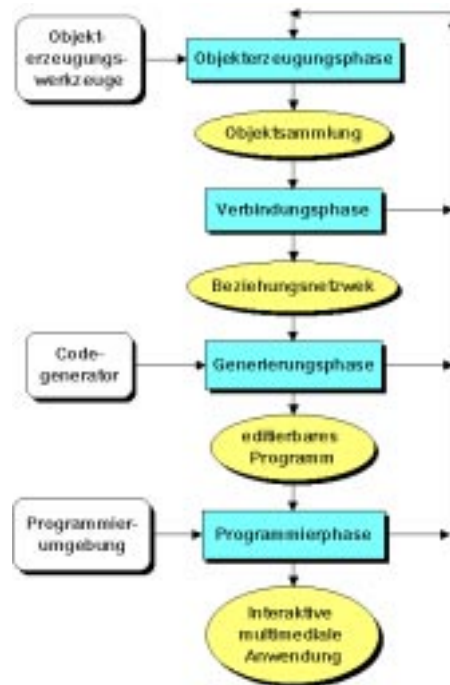 Objekt-
erzeugungs-
werkzeuge
Objekterzeugungsphase
Objektsammlung
Verbindungsphase
Beziehungsnetzwek
Code-
generator
Generierungsphase
editierbares
Programm
Programmier-
umgebung
Programmierphase
Interaktive
multimediale
Anwendung